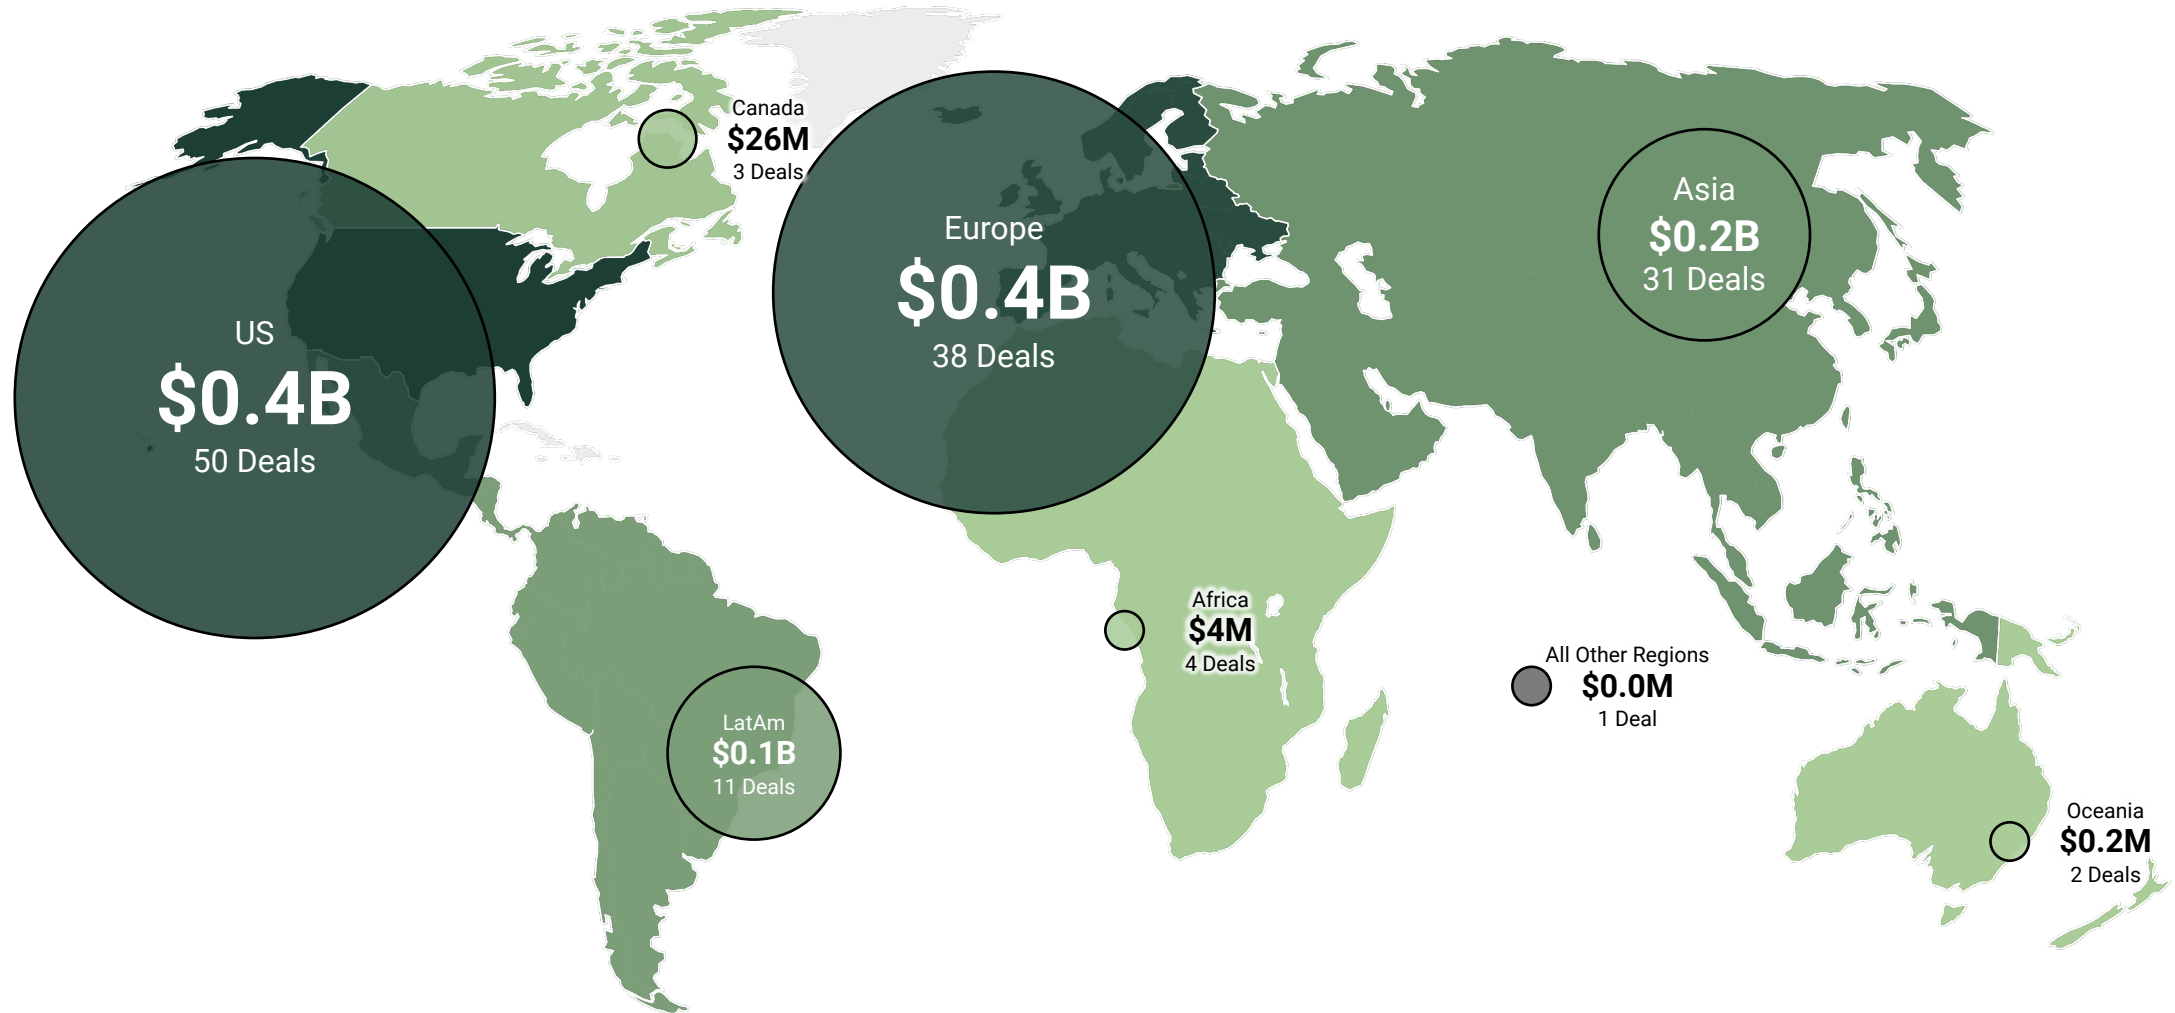 Canada
$26M
3 Deals
US
$0.4B
50 Deals
Europe
$0.4B
38 Deals
Asia
$0.2B
31 Deals
LatAm
$0.1B
11 Deals
Africa
$4M
4 Deals
All Other Regions
$0.0M
1 Deal
Oceania
$0.2M
2 Deals